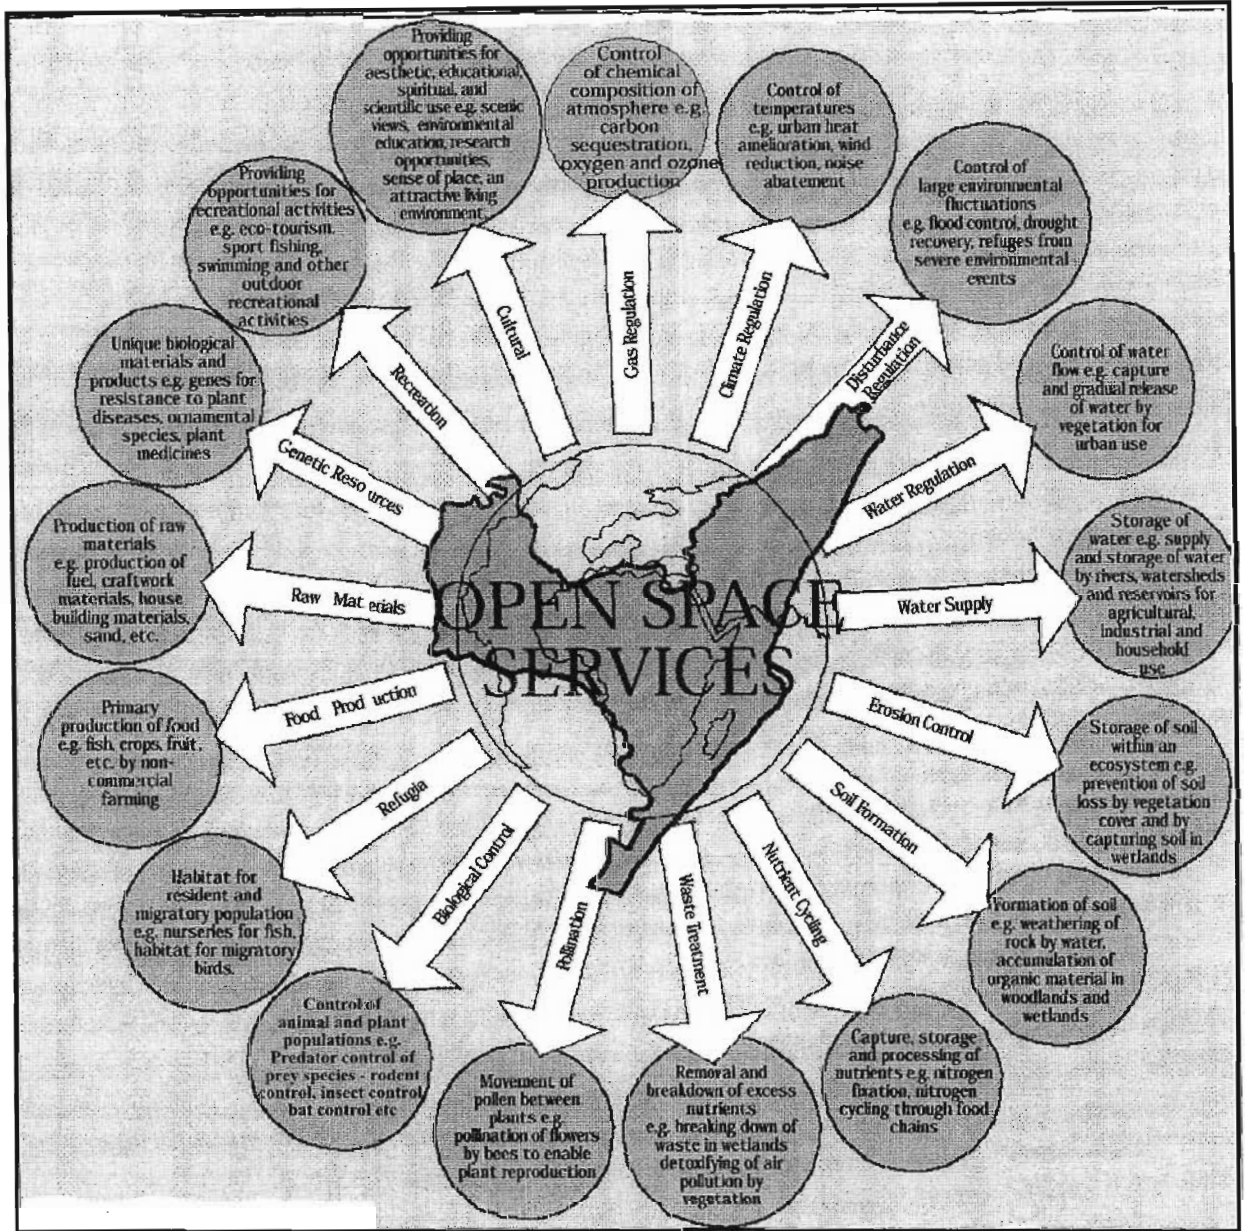 OPEN SPACE
SERVICES
Cultural
Providing
opportunities for
aesthetic, educational,
spiritual, and
scientific use e.g. scenic
views, environmental
education, research
opportunities,
sense of place, an
attractive living
environment
Gas Regulation
Control
of chemical
composition of
atmosphere e.g.
carbon
sequestration,
oxygen and ozone
production
Climate Regulation
Control of
temperatures
e.g. urban heat
amelioration, wind
reduction, noise
abatement
Disturbance
Regulation
Control of
large environmental
fluctuations
e.g. flood control, drought
recovery, refuges from
severe environmental
events
Water Regulation
Control of water
flow e.g. capture
and gradual release
of water by
vegetation for
urban use
Water Supply
Storage of
water e.g. supply
and storage of water
by rivers, watersheds
and reservoirs for
agricultural,
industrial and
household
use
Erosion Control
Storage of soil
within an
ecosystem e.g.
prevention of soil
loss by vegetation
cover and by
capturing soil in
wetlands
Soil Formation
Formation of soil
e.g. weathering of
rock by water,
accumulation of
organic material in
woodlands and
wetlands
Nutrient Cycling
Capture, storage
and processing of
nutrients e.g. nitrogen
fixation, nitrogen
cycling through food
chains
Waste Treatment
Removal and
breakdown of excess
nutrients
e.g. breaking down of
waste in wetlands
detoxifying of air
pollution by
vegetation
Pollination
Movement of
pollen between
plants e.g.
pollination of flowers
by bees to enable
plant reproduction
Biological Control
Control of
animal and plant
populations e.g.
Predator control of
prey species - rodent
control, insect control,
bat control etc
Refugia
Habitat for
resident and
migratory population
e.g. nurseries for fish,
habitat for migratory
birds.
Food Production
Primary
production of food
e.g. fish, crops, fruit,
etc. by non-
commercial
farming
Raw Materials
Production of raw
materials
e.g. production of
fuel, craftwork
materials, house
building materials,
sand, etc.
Genetic Resources
Unique biological
materials and
products e.g. genes for
resistance to plant
diseases, ornamental
species, plant
medicines
Recreation
Providing
opportunities for
recreational activities
e.g. eco-tourism,
sport fishing,
swimming and other
outdoor
recreational
activities